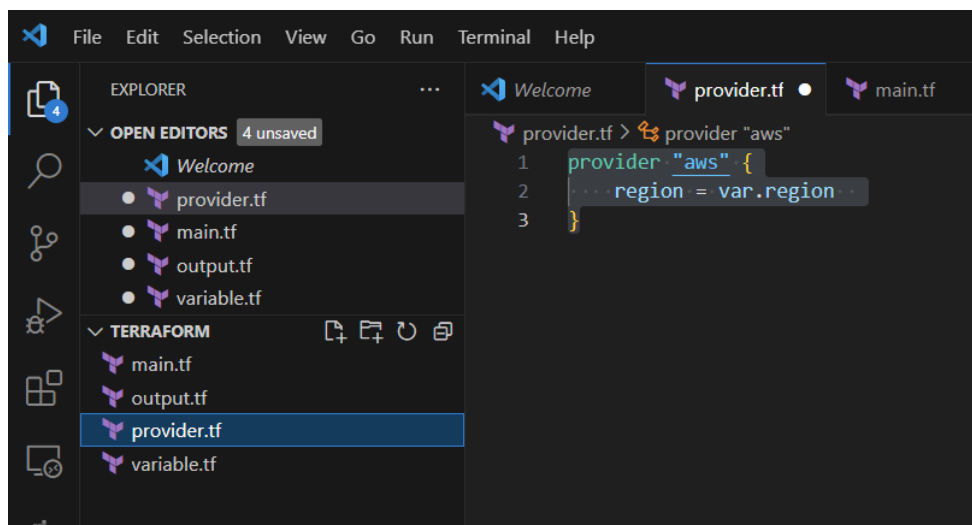 File Edit Selection View Go Run Terminal Help
EXPLORER ...
Welcome provider.tf main.tf
4
OPEN EDITORS 4 unsaved
provider.tf > provider "aws"
Welcome
1 provider "aws" {
provider.tf
2 region = var.region
main.tf
3 }
output.tf
variable.tf
TERRAFORM
main.tf
output.tf
provider.tf
variable.tf